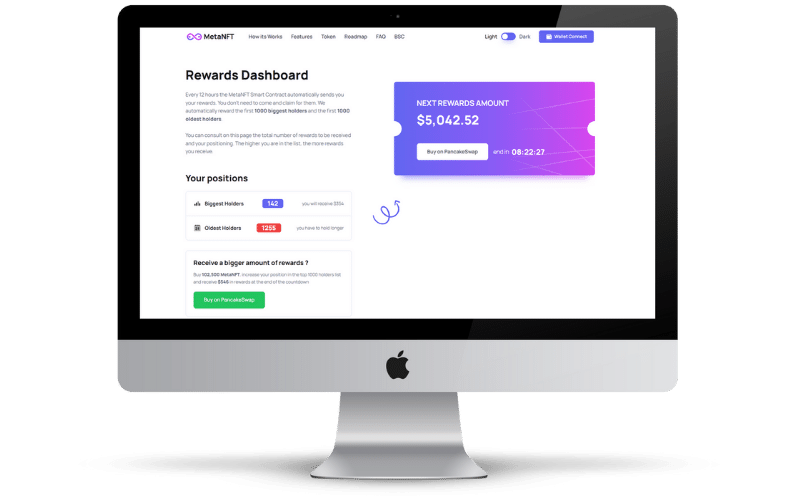 MetaNFT How its Works Features Token Roadmap FAQ BSC Light Dark Wallet Connect
Rewards Dashboard
Every 12 hours the MetaNFT Smart Contract automatically sends you
your rewards. You don't need to come and claim for them. We
automatically reward the first 1000 biggest holders and the first 1000
oldest holders.
You can consult on this page the total number of rewards to be received
and your positioning. The higher you are in the list, the more rewards
you receive.
NEXT REWARDS AMOUNT
$5,042.52
Buy on PancakeSwap end in 08:22:27
Your positions
Biggest Holders 142 you will receive
Oldest Holders 1255 you have to hold longer
Receive a bigger amount of rewards ?
Buy 102,500 MetaNFT, increase your position in the top 1000 holders list
and receive in rewards at the end of the countdown.
Buy on PancakeSwap